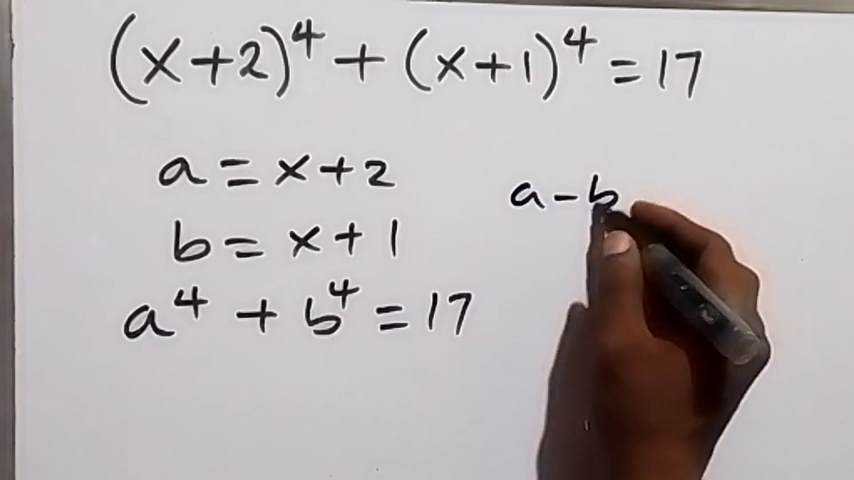 (x+2)⁴ + (x+1)⁴ = 17
a = x+2
a - b
b = x+1
a⁴ + b⁴ = 17